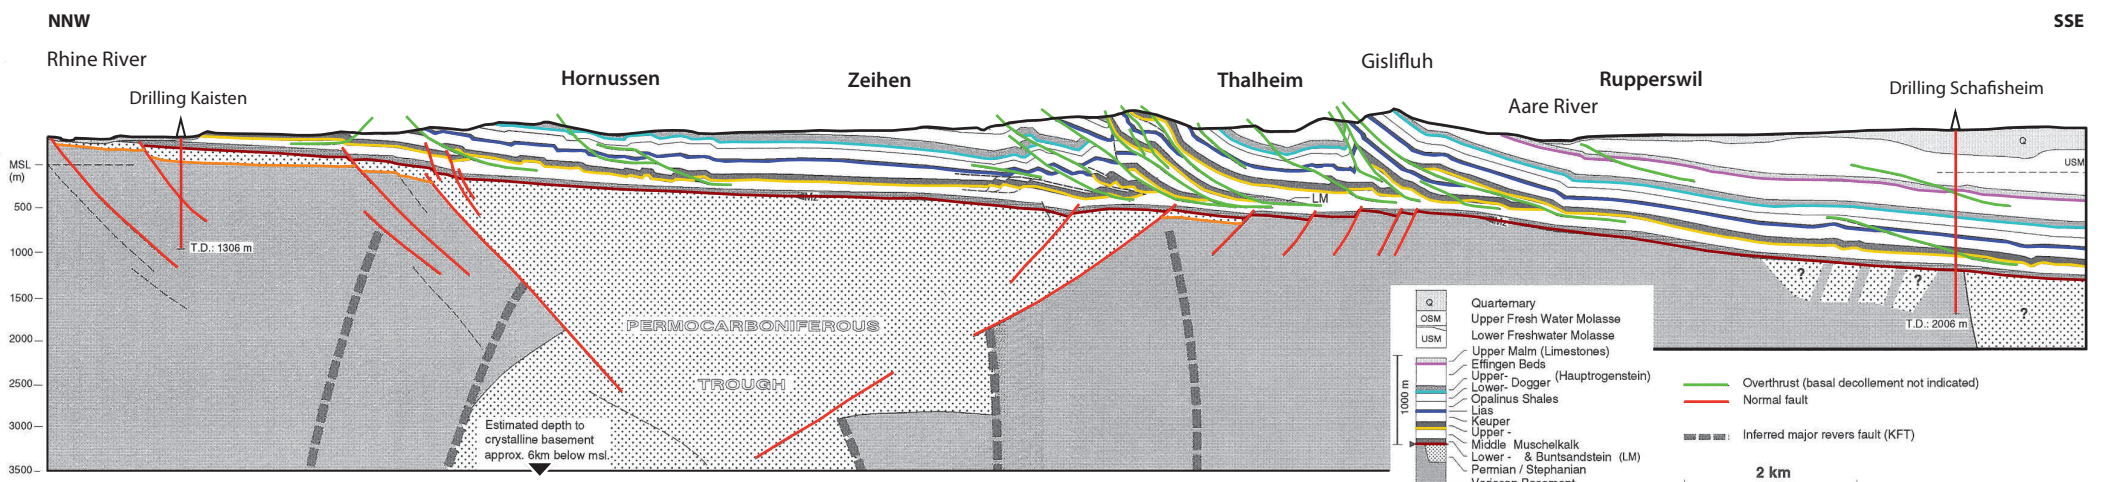 NNW
SSE
Rhine River
Gislifluh
Hornussen
Zeihen
Thalheim
Rupperswil
Drilling Kaisten
Aare River
Drilling Schafisheim
MSL
(m)
500
1000
1500
2000
2500
3000
3500
T.D.: 1306 m
LM
Q
USM
?
?
?
T.D.: 2006 m
PERMOCARBONIFEROUS
TROUGH
Estimated depth to
crystalline basement
approx. 6km below msl.
1000 m
Q Quarternary
OSM Upper Fresh Water Molasse
USM Lower Freshwater Molasse
Upper Malm (Limestones)
Effingen Beds
Upper-
Lower- Dogger (Hauptrogenstein)
Opalinus Shales
Lias
Keuper
Upper -
Middle Muschelkalk
Lower - & Buntsandstein (LM)
Permian / Stephanian
Overthrust (basal decollement not indicated)
Normal fault
Inferred major revers fault (KFT)
2 km